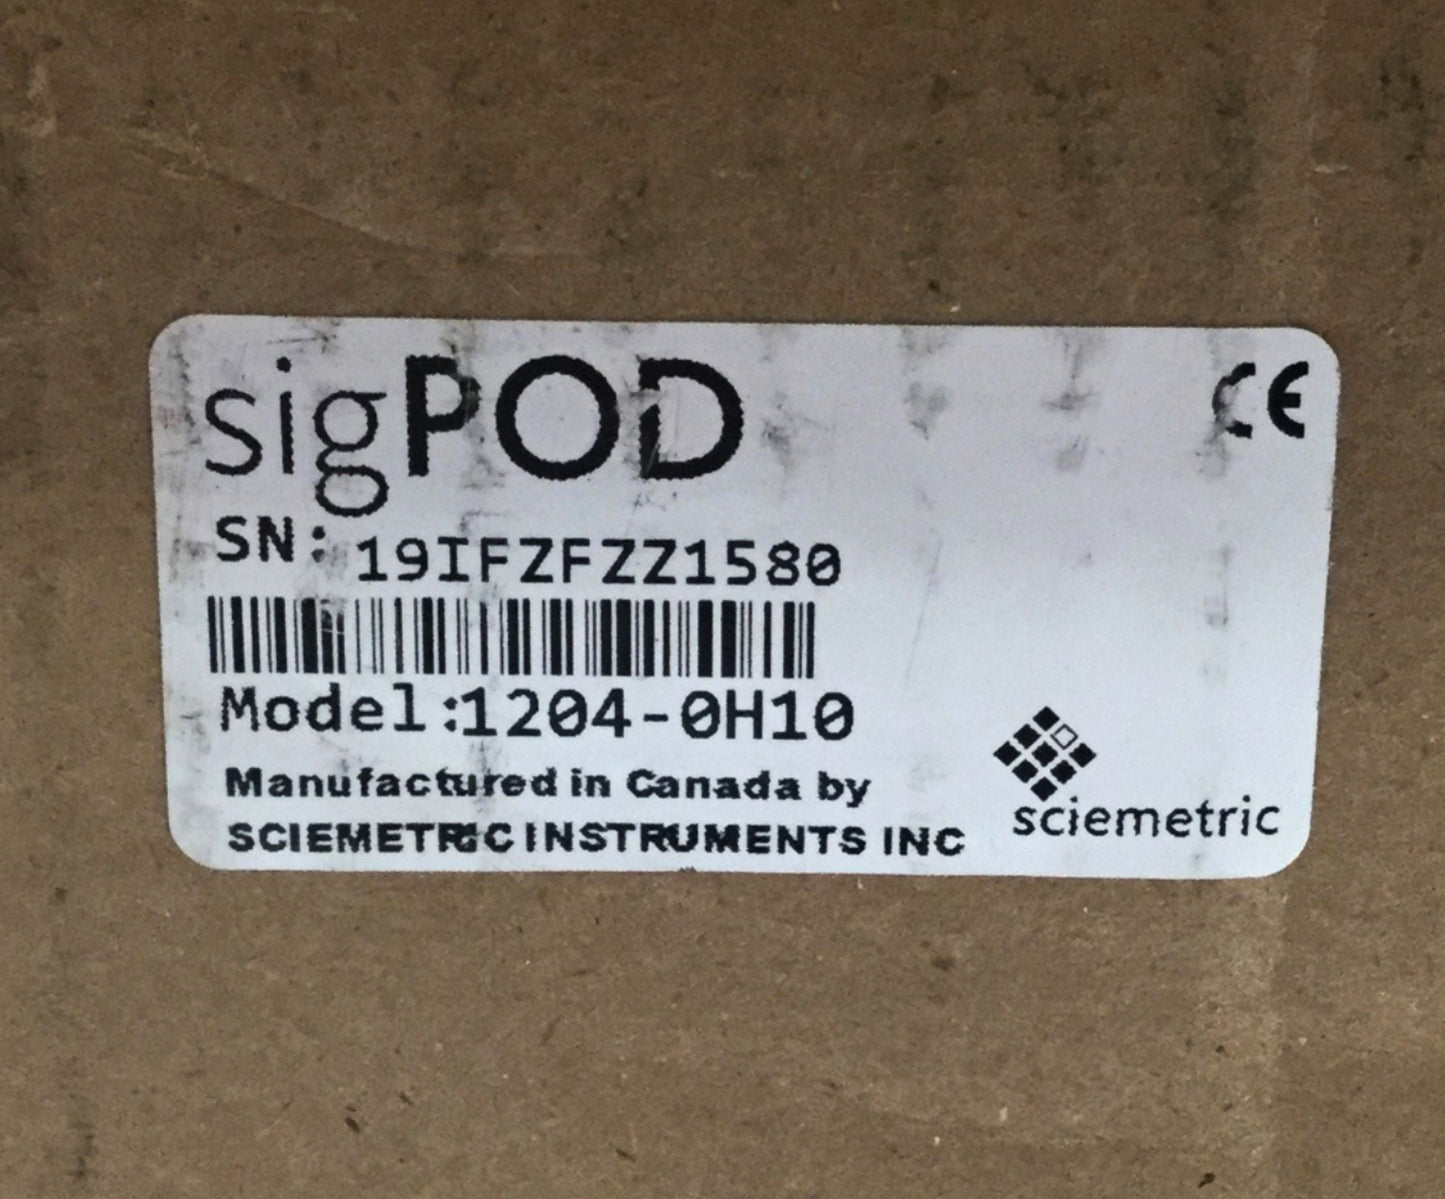 sigPOD
CE
SN: 19IFZFZZ1580
Model:1204-0H10
Manufactured in Canada by
SCIEMETRIC INSTRUMENTS INC
sciemetric